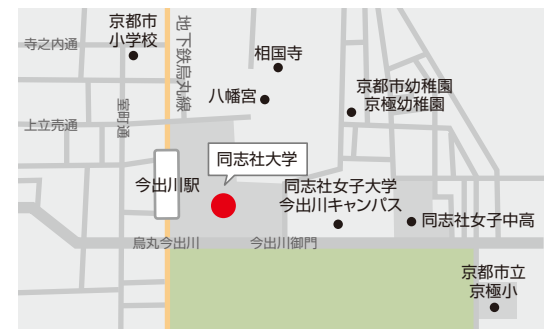 京都市
小学校
寺之内通
地下鉄烏丸線
相国寺
八幡宮
京都市幼稚園
京極幼稚園
上立売通
室町通
同志社大学
今出川駅
同志社女子大学
今出川キャンパス
同志社女子中高
烏丸今出川
今出川御門
京都市立
京極小